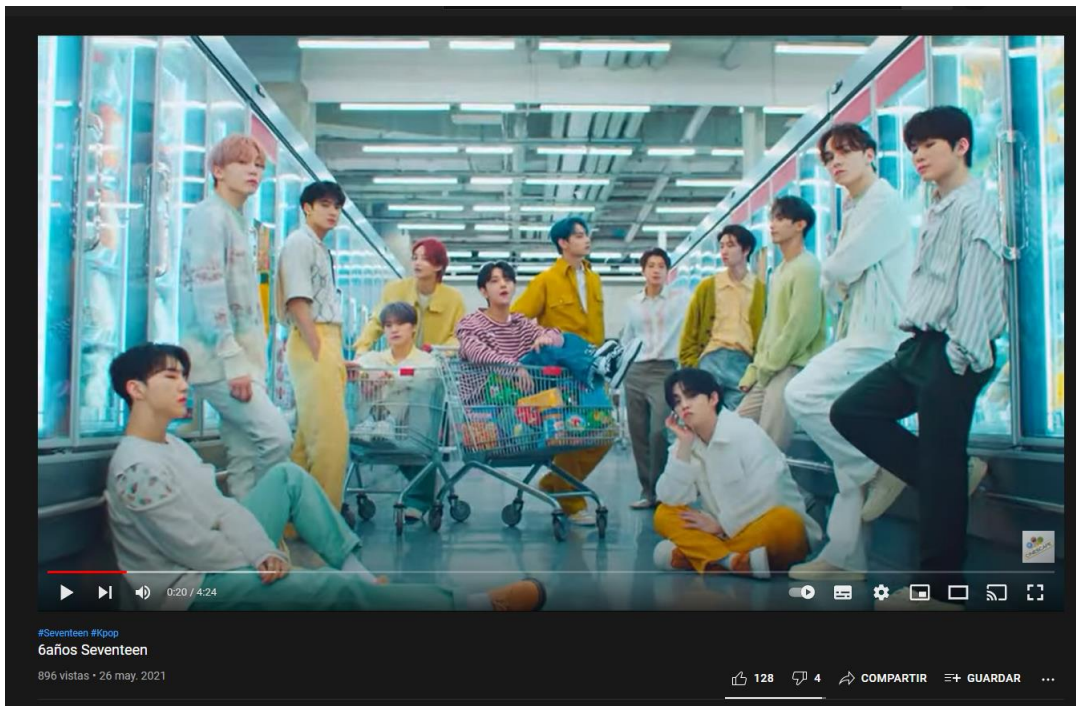 0:20 / 4:24
#Seventeen #Kpop
6años Seventeen
896 vistas • 26 may. 2021
128
4
COMPARTIR
GUARDAR